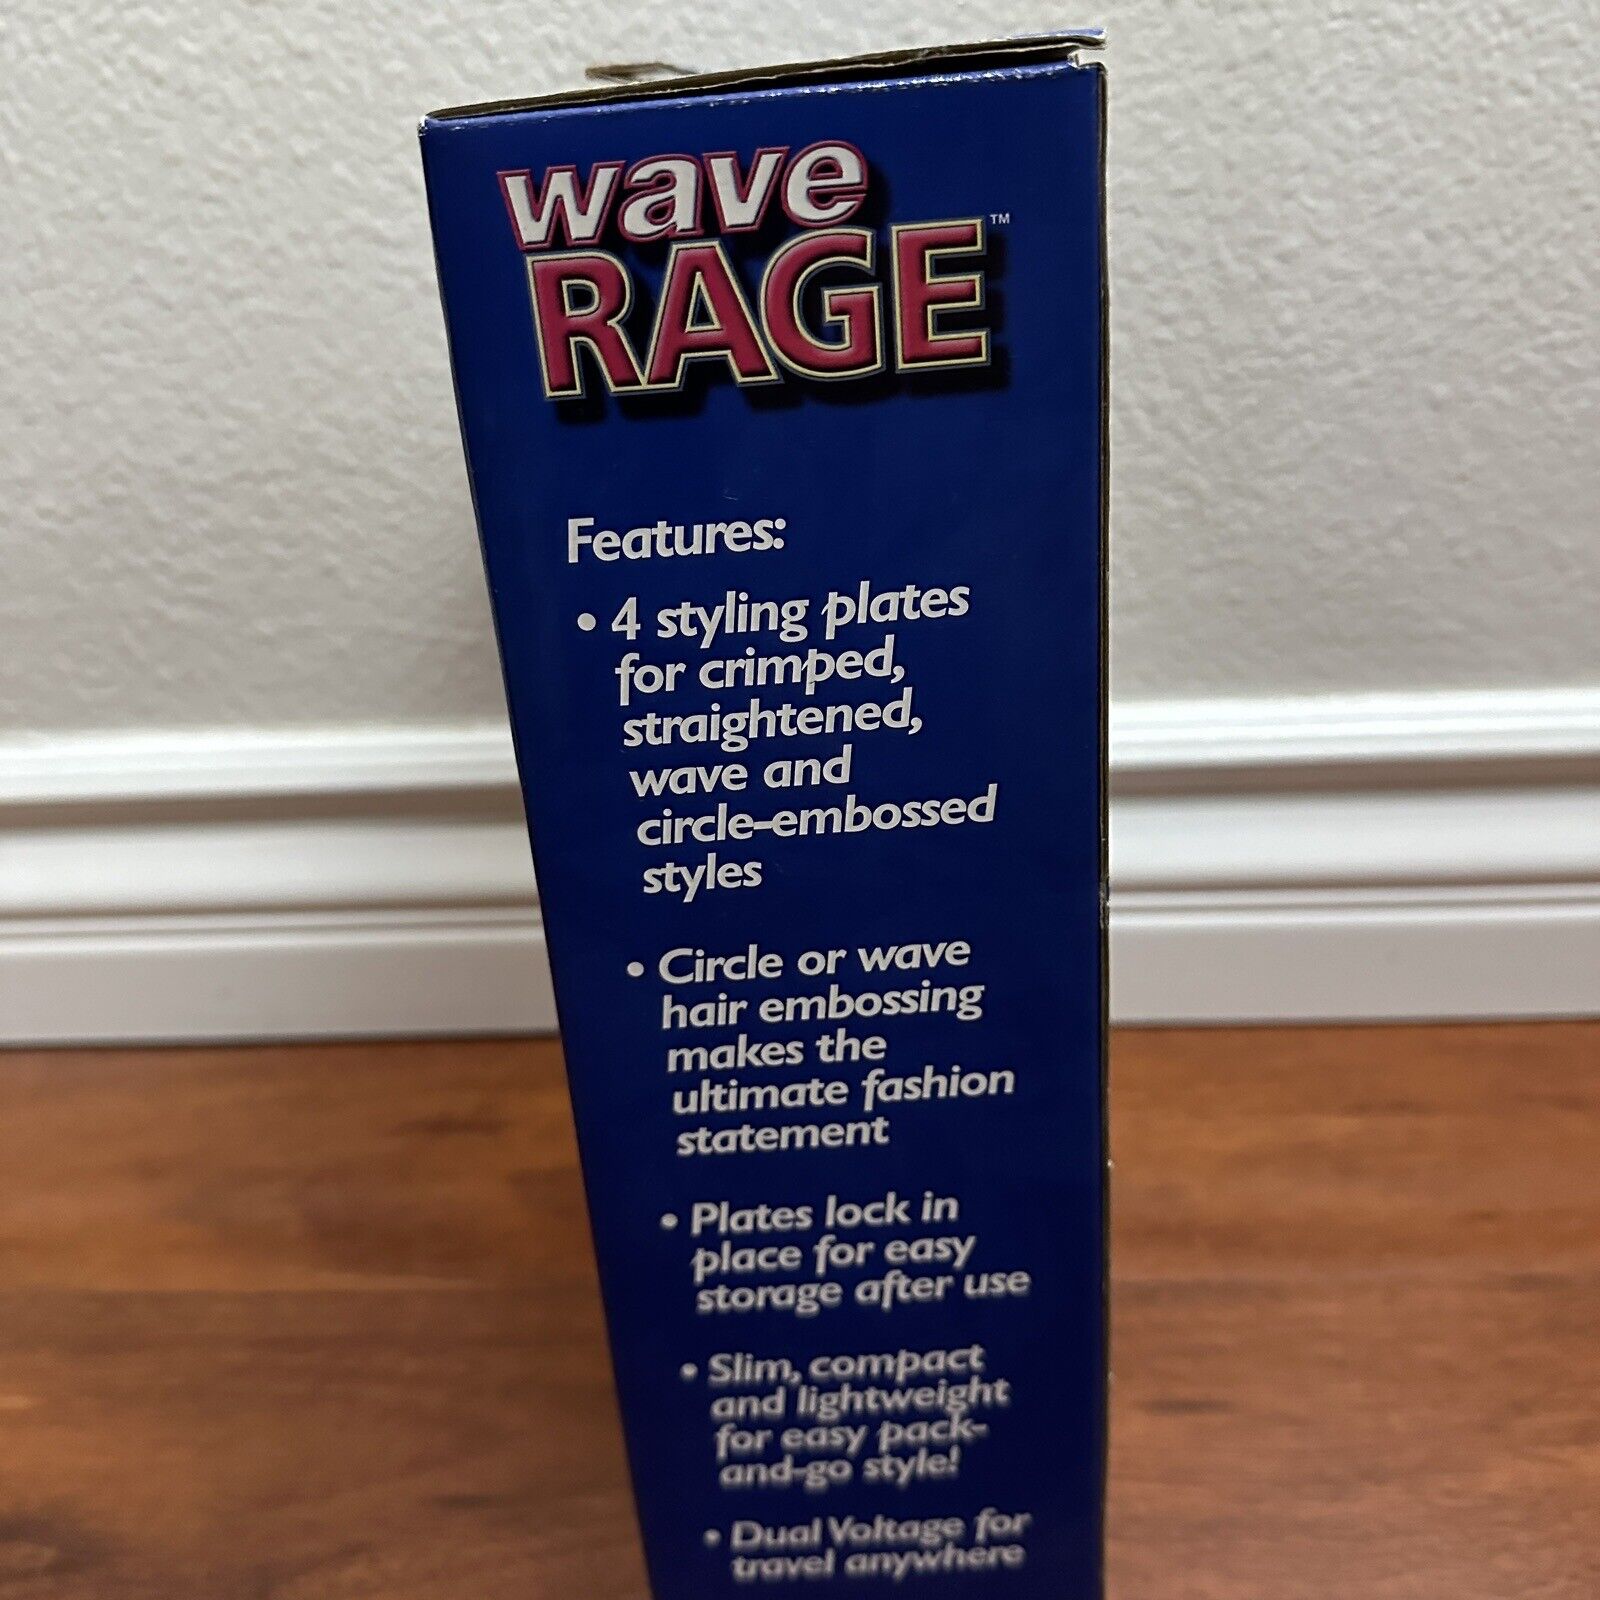 wave
RAGE™
Features:
• 4 styling plates
for crimped,
straightened,
wave and
circle-embossed
styles
• Circle or wave
hair embossing
makes the
ultimate fashion
statement
• Plates lock in
place for easy
storage after use
• Slim, compact
and lightweight
for easy pack-
and-go style!
• Dual Voltage for
travel anywhere